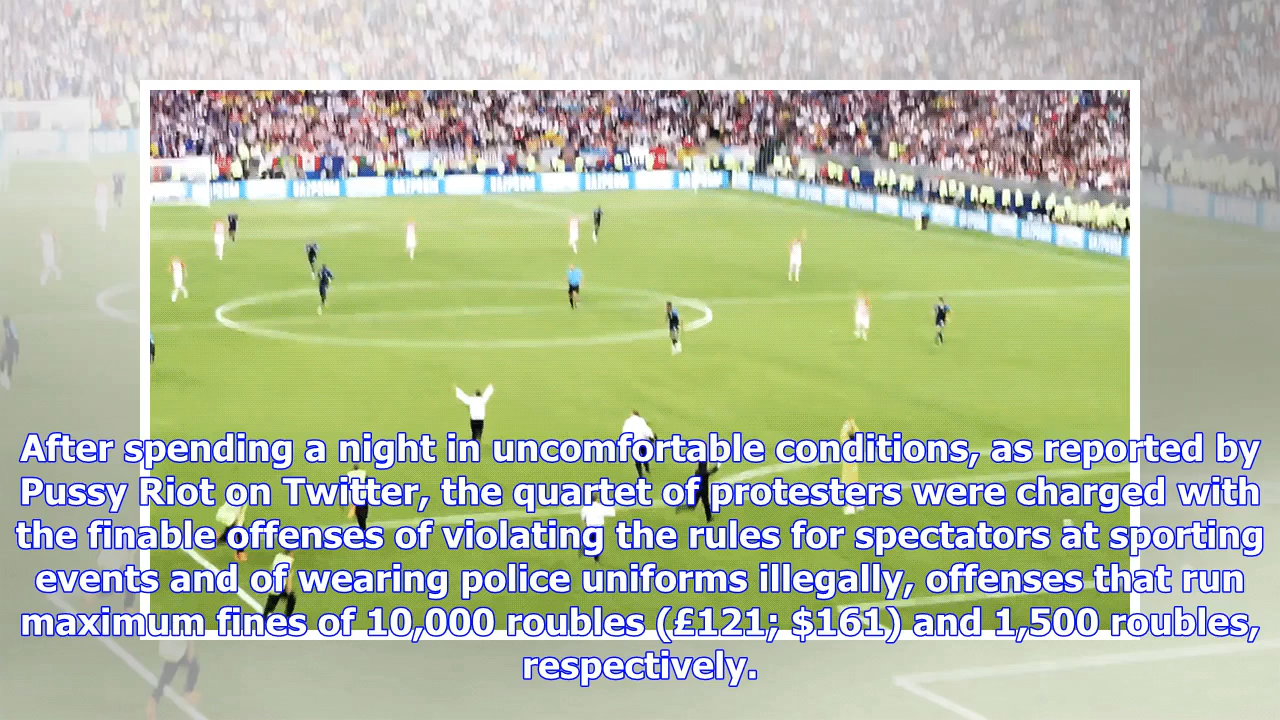 GAZPROM
After spending a night in uncomfortable conditions, as reported by
Pussy Riot on Twitter, the quartet of protesters were charged with
the finable offenses of violating the rules for spectators at sporting
events and of wearing police uniforms illegally, offenses that run
maximum fines of 10,000 roubles (£121; $161) and 1,500 roubles,
respectively.